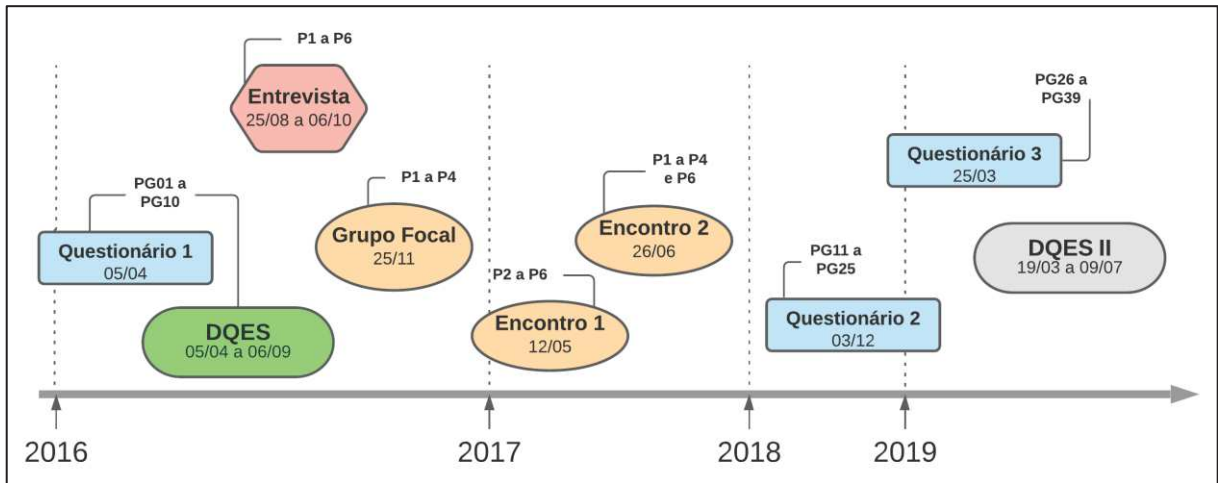 P1 a P6
Entrevista
25/08 a 06/10
PG01 a
PG10
Questionário 1
05/04
DQES
05/04 a 06/09
P1 a P4
Grupo Focal
25/11
P2 a P6
Encontro 1
12/05
P1 a P4
e P6
Encontro 2
26/06
PG11 a
PG25
Questionário 2
03/12
PG26 a
PG39
Questionário 3
25/03
DQES II
19/03 a 09/07
2016
2017
2018
2019